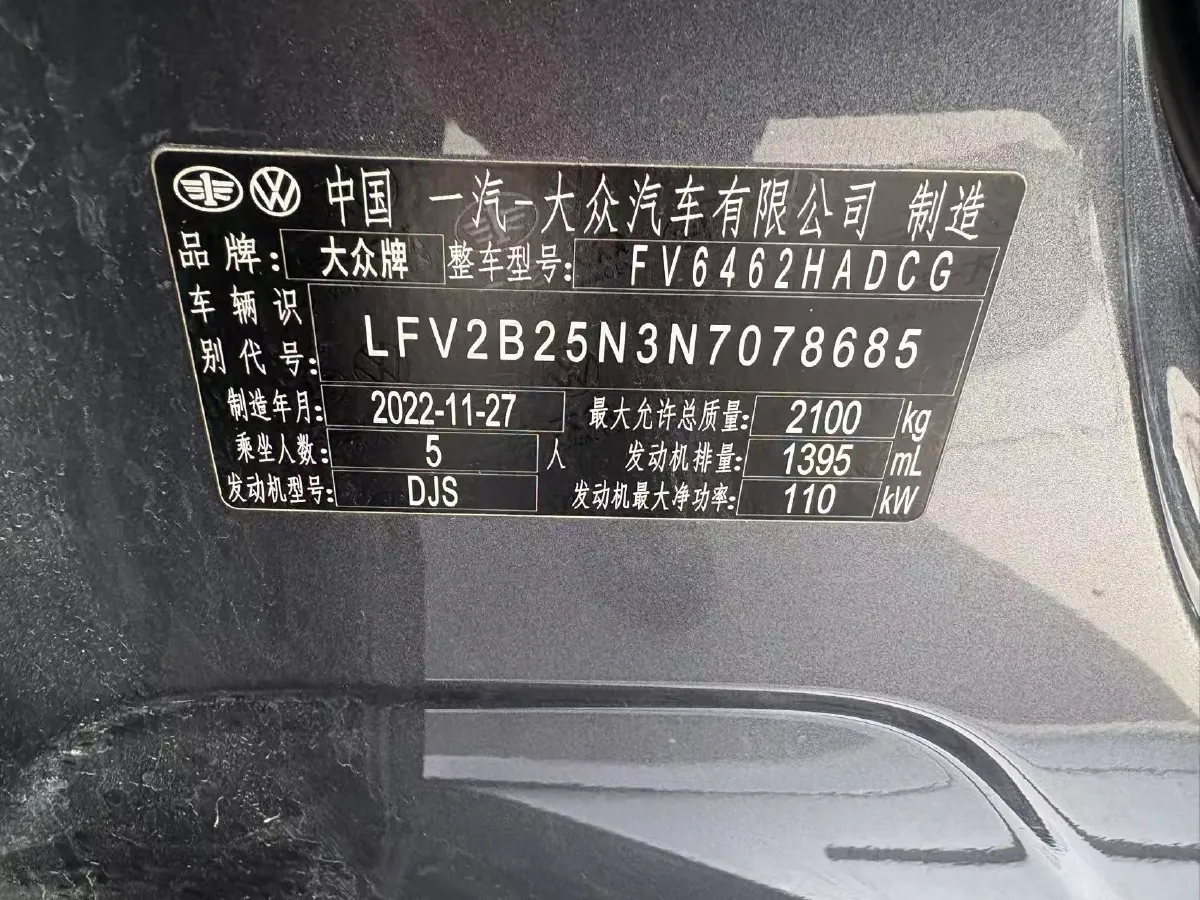 中国 一汽-大众汽车有限公司 制造
品牌: 大众牌 整车型号: FV6462HADCG
车辆识别代号: LFV2B25N3N7078685
制造年月: 2022-11-27 最大允许总质量: 2100 kg
乘坐人数: 5 人 发动机排量: 1395 mL
发动机型号: DJS 发动机最大净功率: 110 kW